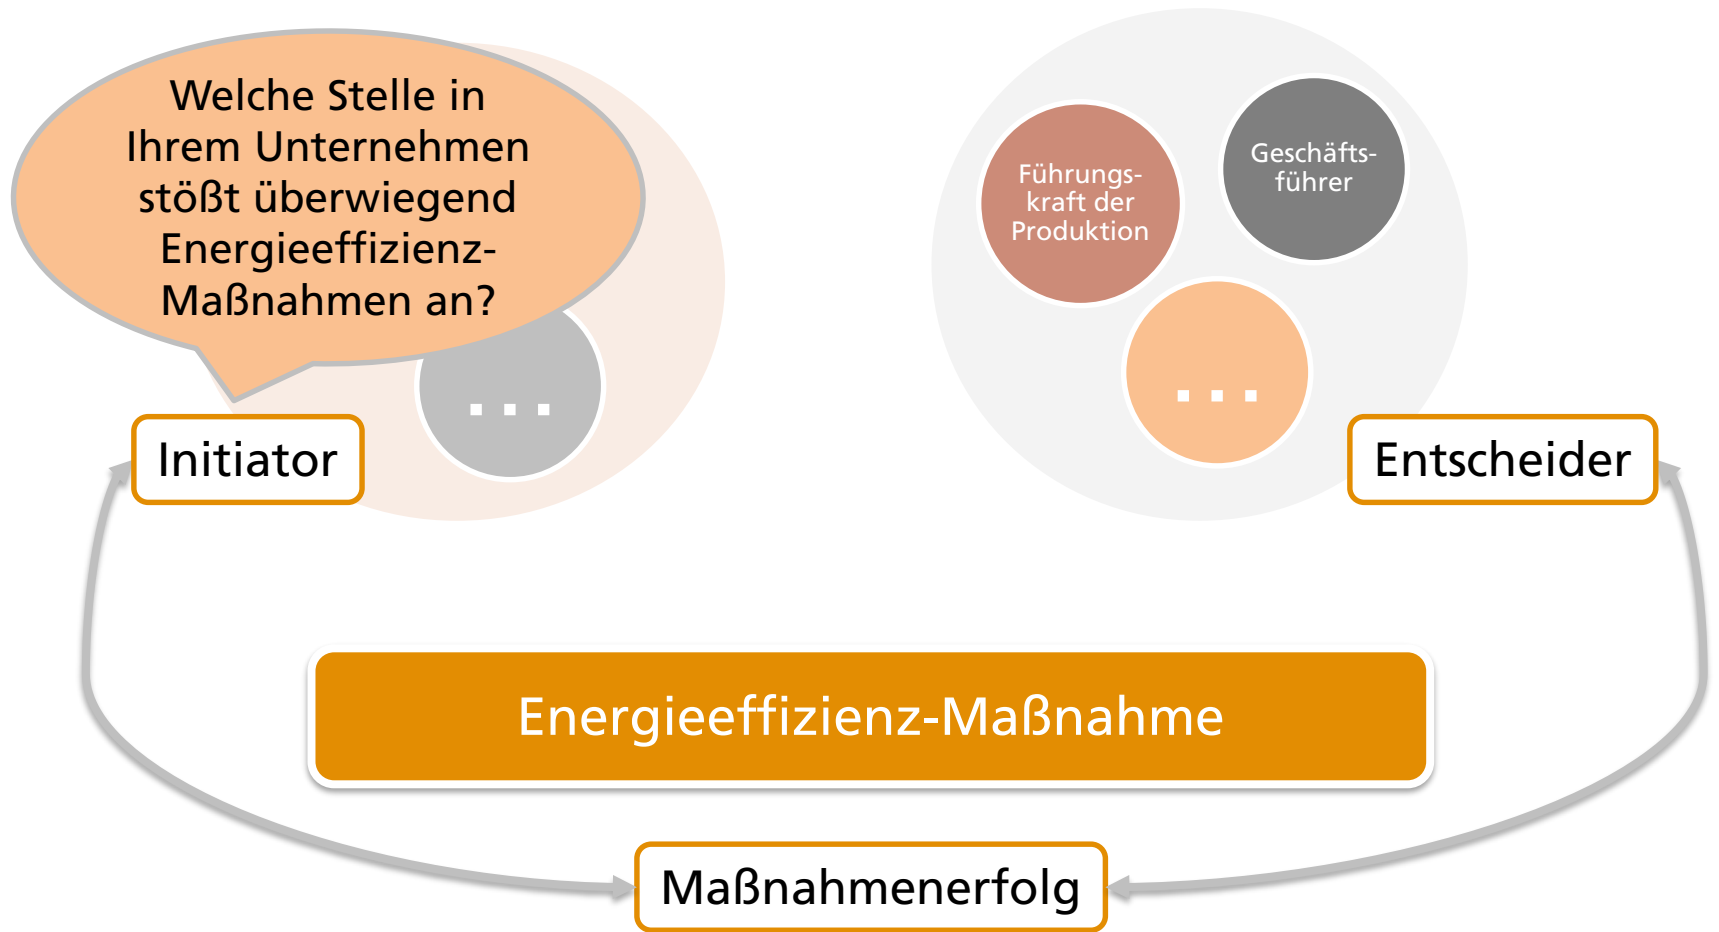 Welche Stelle in
Ihrem Unternehmen
stößt überwiegend
Energieeffizienz-
Maßnahmen an?
. . .
Initiator
Führungs-
kraft der
Produktion
Geschäfts-
führer
. . .
Entscheider
Energieeffizienz-Maßnahme
Maßnahmenerfolg